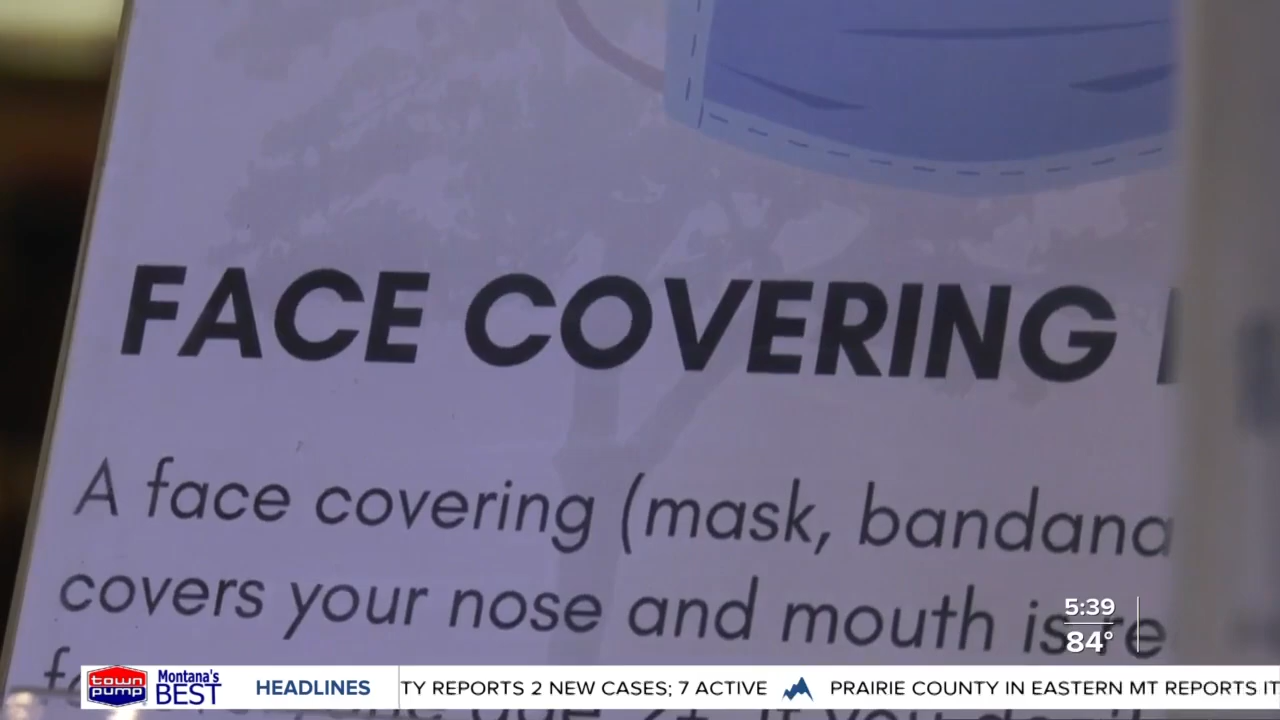 FACE COVERING
A face covering (mask, bandana
covers your nose and mouth is re
5:39
84°
town pump
Montana's BEST
HEADLINES
TY REPORTS 2 NEW CASES; 7 ACTIVE
PRAIRIE COUNTY IN EASTERN MT REPORTS IT